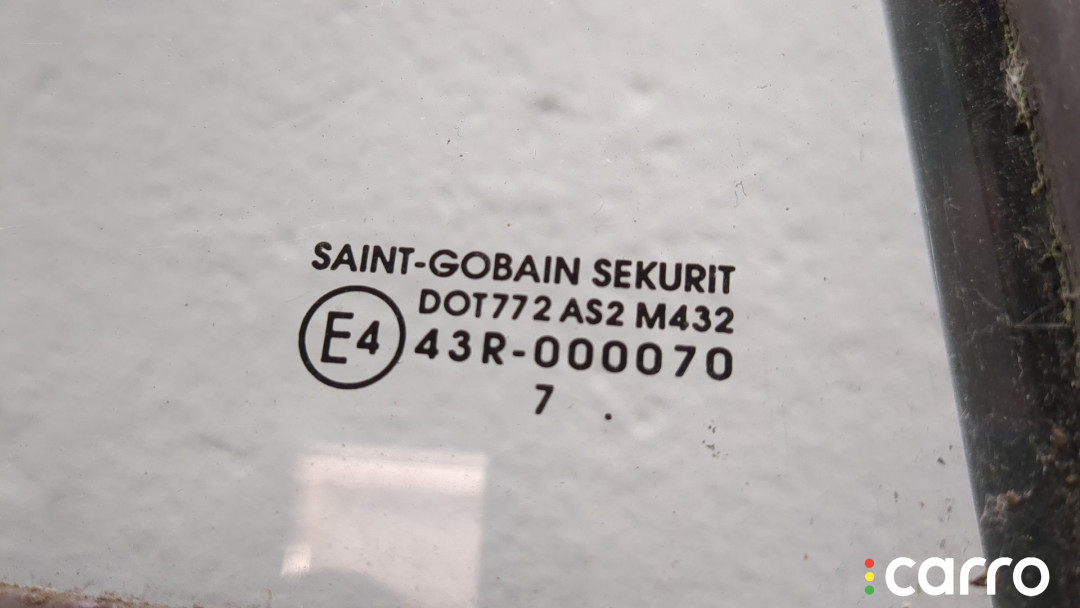 SAINT-GOBAIN SEKURIT
DOT772 AS2 M432
E4 43R-000070
7 .
carro